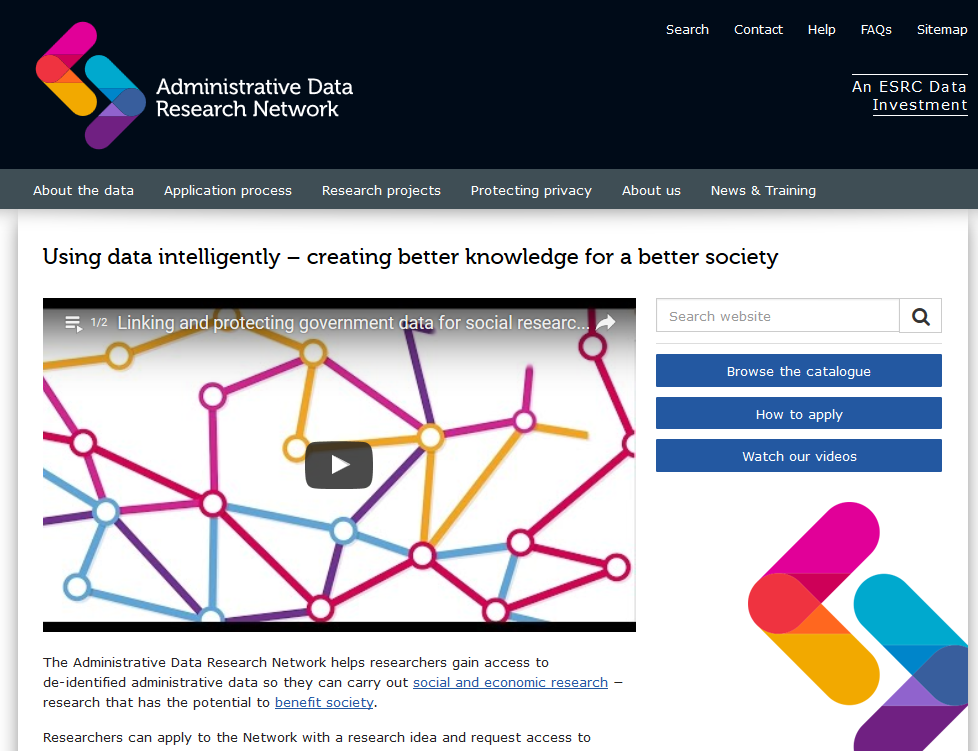 Search Contact Help FAQs Sitemap
Administrative Data
Research Network
An ESRC Data
Investment
About the data Application process Research projects Protecting privacy About us News & Training
Using data intelligently – creating better knowledge for a better society
1/2 Linking and protecting government data for social researc...
Search website
Browse the catalogue
How to apply
Watch our videos
The Administrative Data Research Network helps researchers gain access to
de-identified administrative data so they can carry out social and economic research –
research that has the potential to benefit society.
Researchers can apply to the Network with a research idea and request access to